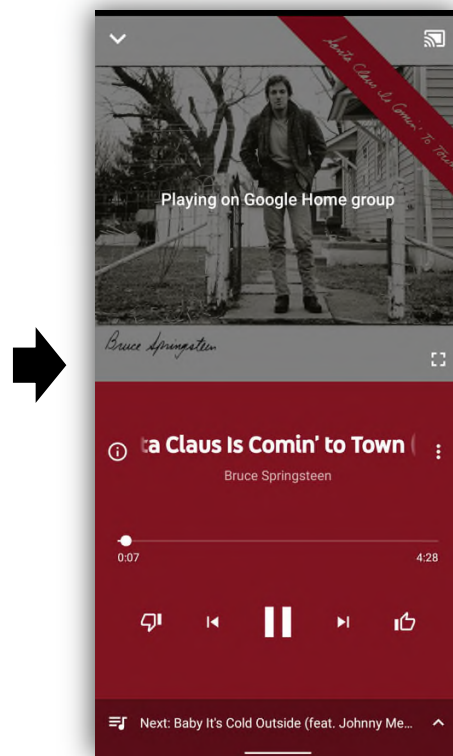 Santa Claus Is Comin' To Town
Playing on Google Home group
Bruce Springsteen
ta Claus Is Comin' to Town (
Bruce Springsteen
0:07
4:28
Next: Baby It's Cold Outside (feat. Johnny Me...